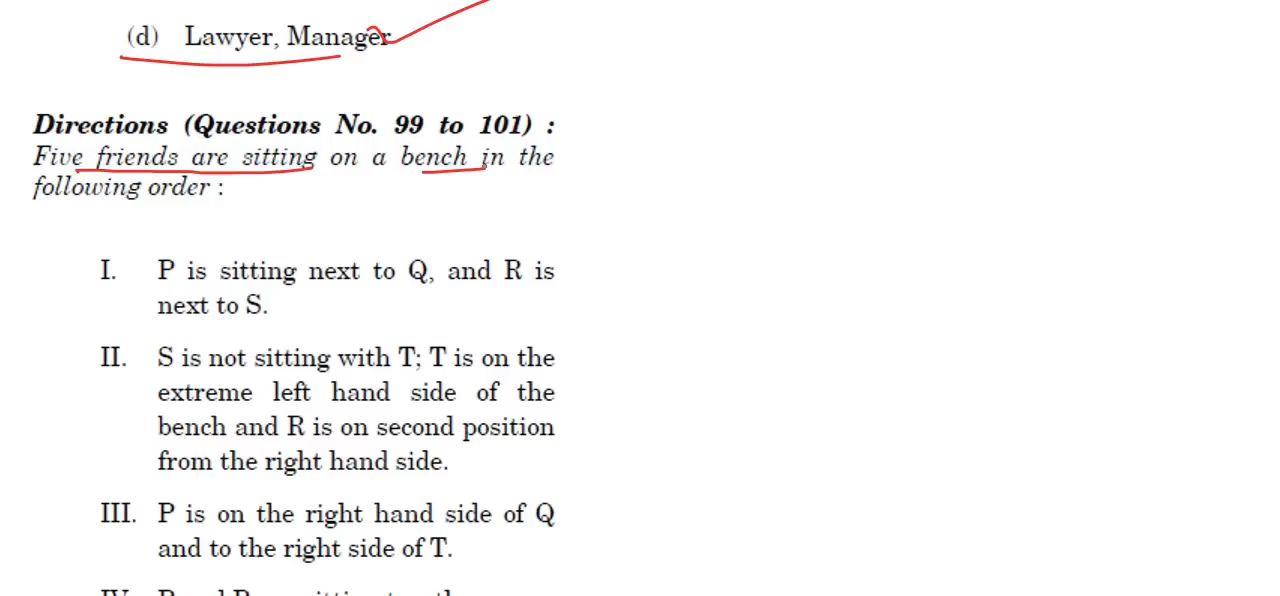 (d) Lawyer, Manager
Directions (Questions No. 99 to 101) :
Five friends are sitting on a bench in the
following order :
I. P is sitting next to Q, and R is
next to S.
II. S is not sitting with T; T is on the
extreme left hand side of the
bench and R is on second position
from the right hand side.
III. P is on the right hand side of Q
and to the right side of T.